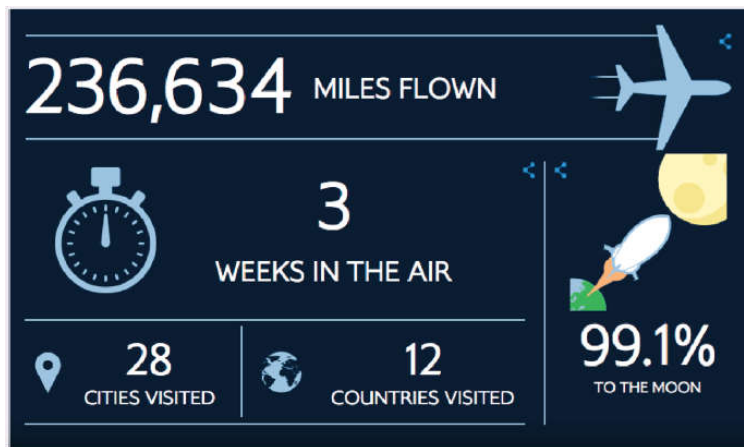 236,634 MILES FLOWN
3
WEEKS IN THE AIR
28
CITIES VISITED
12
COUNTRIES VISITED
99.1%
TO THE MOON